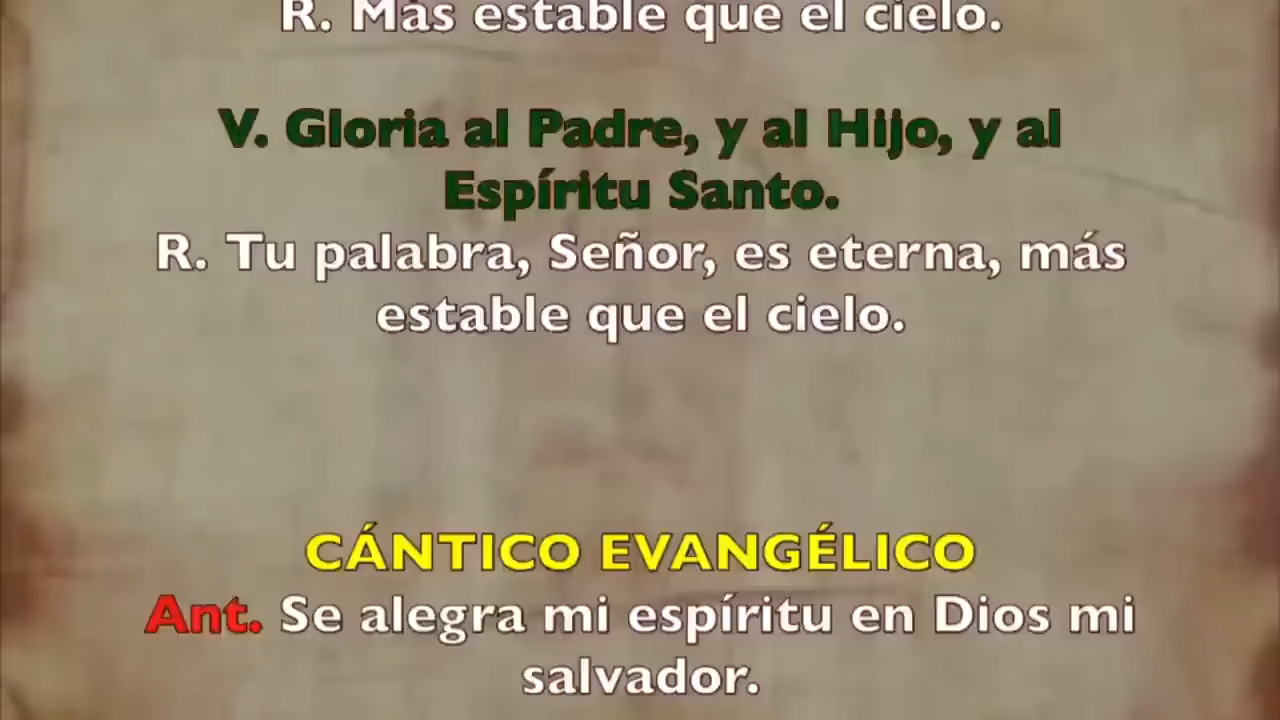 R. Más estable que el cielo.
V. Gloria al Padre, y al Hijo, y al
Espíritu Santo.
R. Tu palabra, Señor, es eterna, más
estable que el cielo.
CÁNTICO EVANGÉLICO
Ant. Se alegra mi espíritu en Dios mi
salvador.